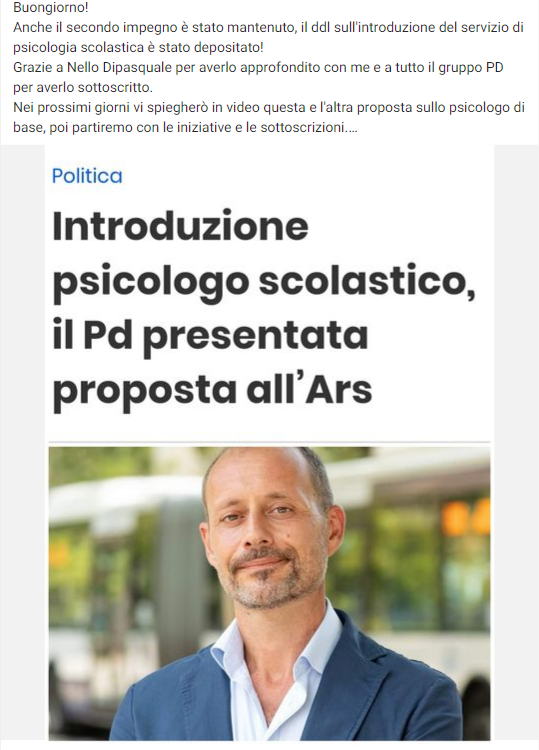 Buongiorno!
Anche il secondo impegno è stato mantenuto, il ddl sull'introduzione del servizio di
psicologia scolastica è stato depositato!
Grazie a Nello Dipasquale per averlo approfondito con me e a tutto il gruppo PD
per averlo sottoscritto.
Nei prossimi giorni vi spiegherò in video questa e l'altra proposta sullo psicologo di
base, poi partiremo con le iniziative e le sottoscrizioni....
Politica
Introduzione
psicologo scolastico,
il Pd presentata
proposta all’Ars